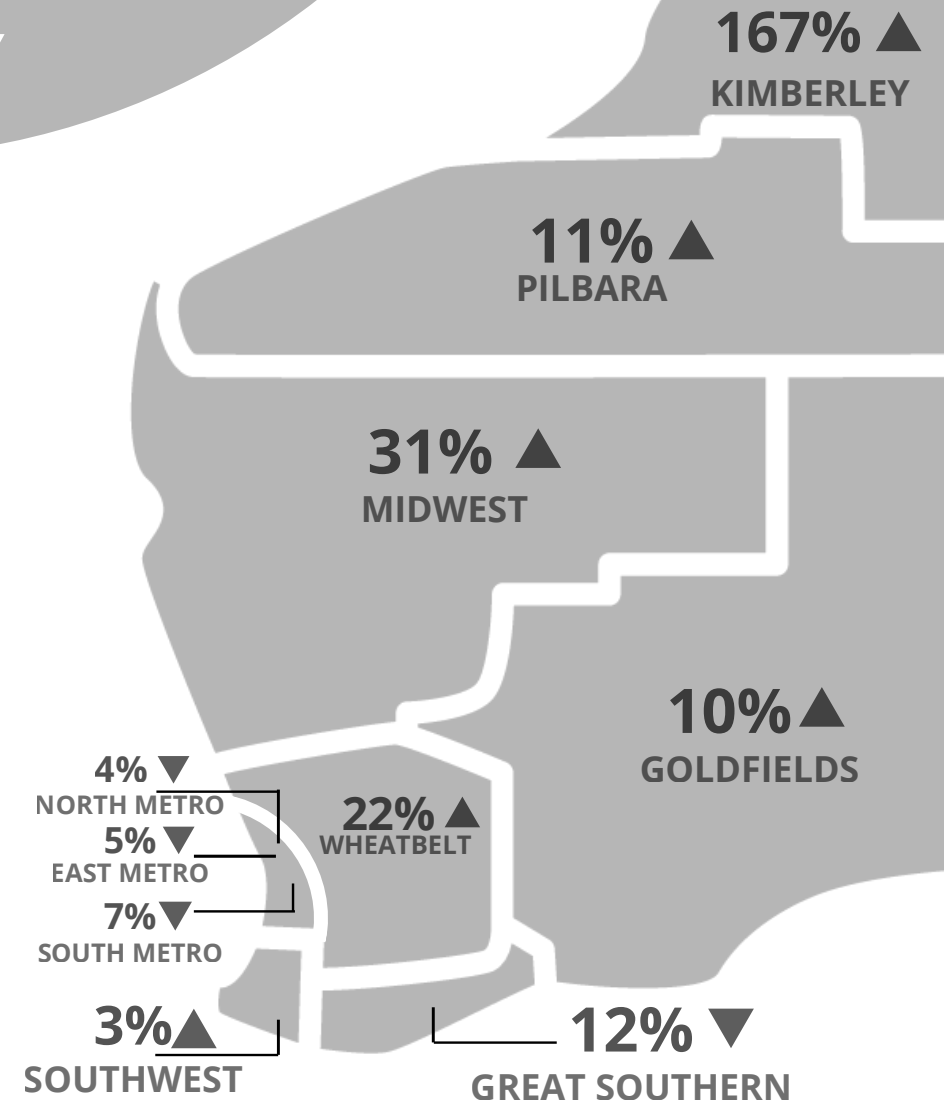 167% ▲
KIMBERLEY
11% ▲
PILBARA
31% ▲
MIDWEST
10% ▲
GOLDFIELDS
4% ▼
NORTH METRO
22% ▲
WHEATBELT
5% ▼
EAST METRO
7% ▼
SOUTH METRO
3% ▲
SOUTHWEST
12% ▼
GREAT SOUTHERN